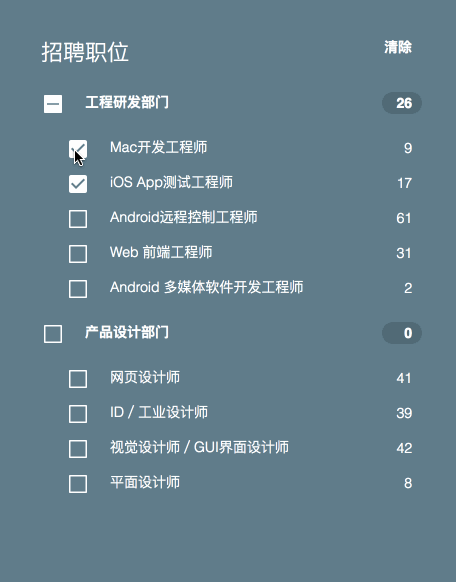 招聘职位 清除
工程研发部门 26
Mac开发工程师 9
iOS App测试工程师 17
Android远程控制工程师 61
Web 前端工程师 31
Android 多媒体软件开发工程师 2
产品设计部门 0
网页设计师 41
ID / 工业设计师 39
视觉设计师 / GUI界面设计师 42
平面设计师 8